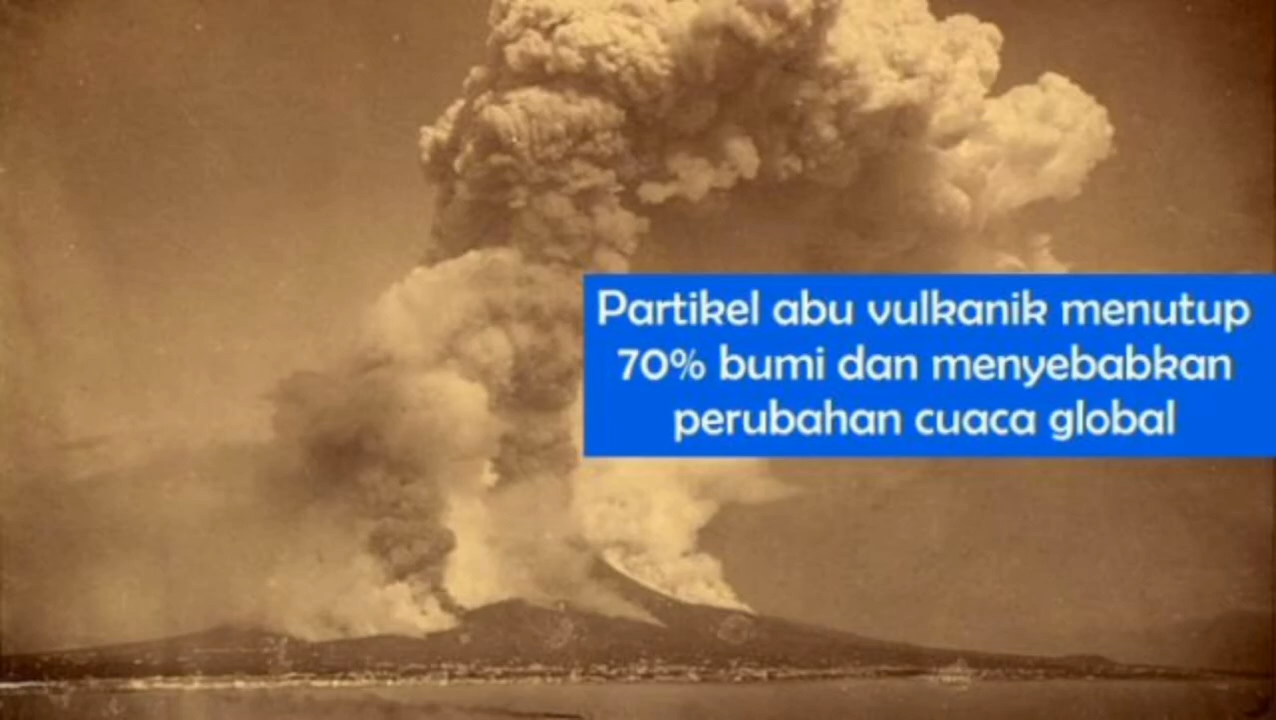 Partikel abu vulkanik menutup
70% bumi dan menyebabkan
perubahan cuaca global